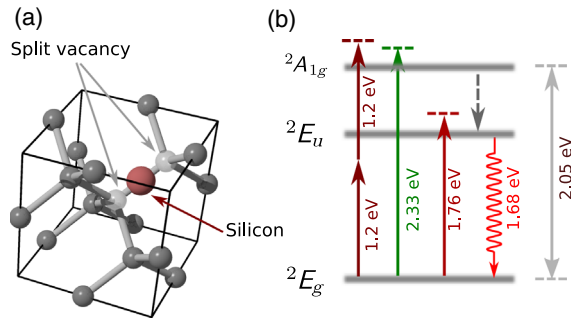 (a)
Split vacancy
Silicon
(b)
²A₁g
²Eᵤ
²E_g
1.2 eV
1.2 eV
2.33 eV
1.76 eV
1.68 eV
2.05 eV